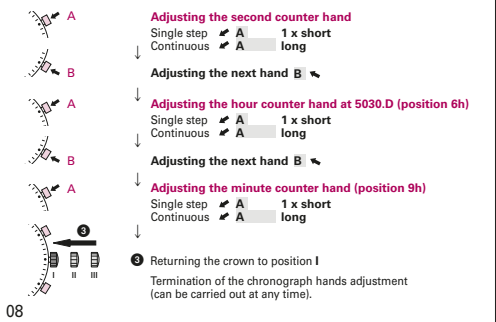 A Adjusting the second counter hand
Single step A 1 x short
Continuous A long
B Adjusting the next hand B
A Adjusting the hour counter hand at 5030.D (position 6h)
Single step A 1 x short
Continuous A long
B Adjusting the next hand B
A Adjusting the minute counter hand (position 9h)
Single step A 1 x short
Continuous A long
3
I II III
3 Returning the crown to position I
Termination of the chronograph hands adjustment
(can be carried out at any time).
08